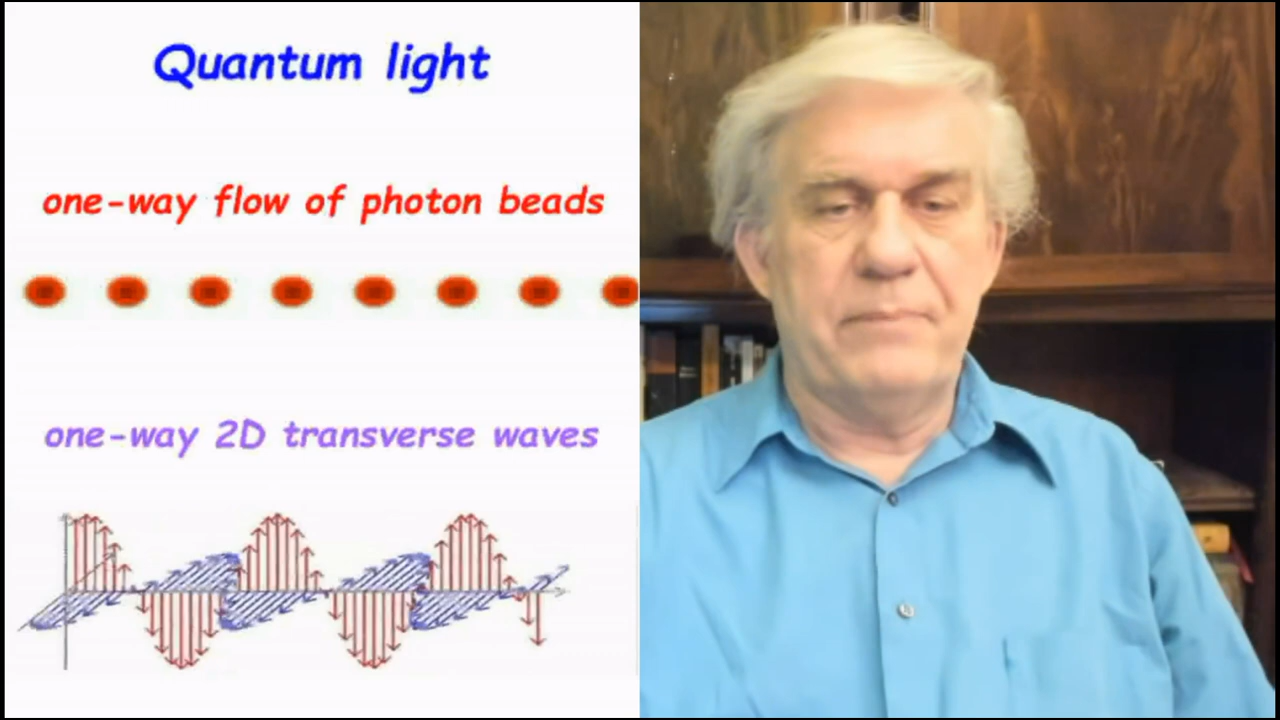 Quantum light
one-way flow of photon beads
one-way 2D transverse waves